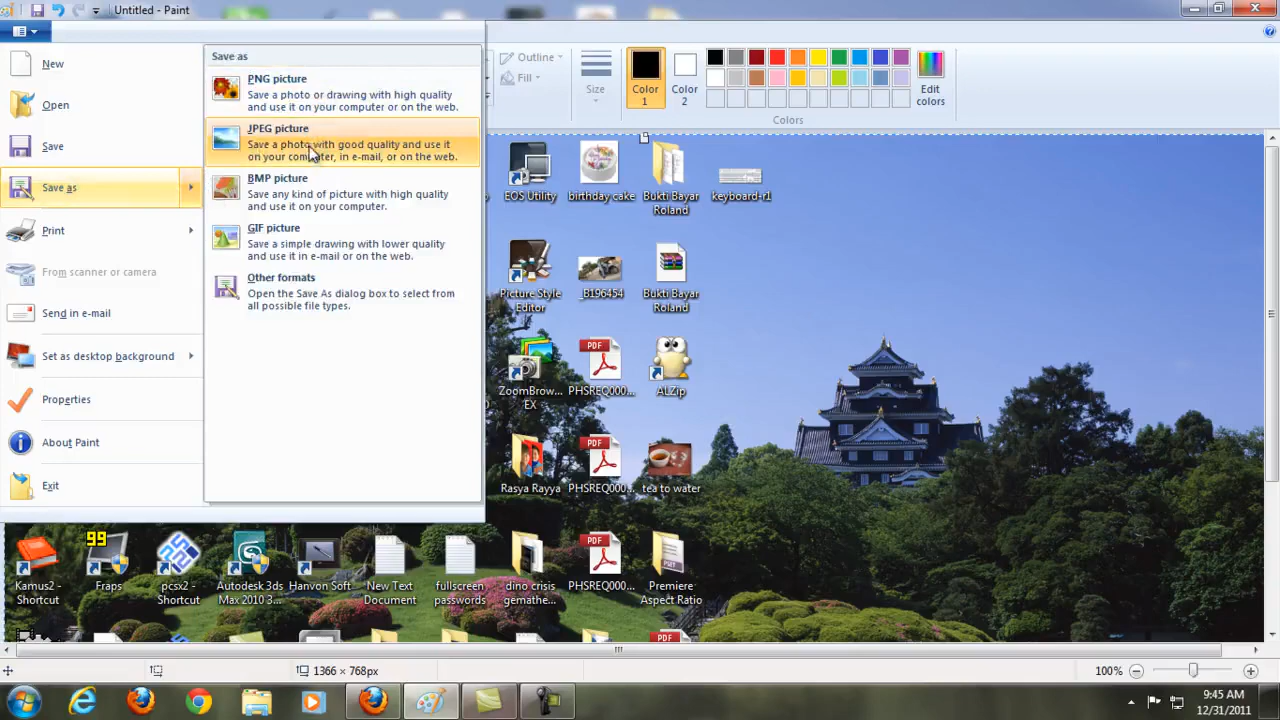 Untitled - Paint
New
Open
Save
Save as
Print
From scanner or camera
Send in e-mail
Set as desktop background
Properties
About Paint
Exit
Save as
PNG picture
Save a photo or drawing with high quality
and use it on your computer or on the web.
JPEG picture
Save a photo with good quality and use it
on your computer, in e-mail, or on the web.
BMP picture
Save any kind of picture with high quality
and use it on your computer.
GIF picture
Save a simple drawing with lower quality
and use it in e-mail or on the web.
Other formats
Open the Save As dialog box to select from
all possible file types.
Outline
Fill
Size
Color
1
Color
2
Edit
colors
Colors
EOS Utility
birthday cake
Bukti Bayar
Roland
keyboard-r1
Picture Style
Editor
_B196454
Bukti Bayar
Roland
ZoomBrow...
EX
PDF
PHSREQ000...
ALZip
Rasya Rayya
PDF
PHSREQ000...
tea to water
99
Kamus2 -
Shortcut
Fraps
pcsx2 -
Shortcut
Autodesk 3ds
Max 2010 3...
Hanvon Soft...
New Text
Document
fullscreen
passwords
dino crisis
gemathe...
PDF
PHSREQ000...
Premiere
Aspect Ratio
PDF
1366 × 768px
100%
9:45 AM
12/31/2011